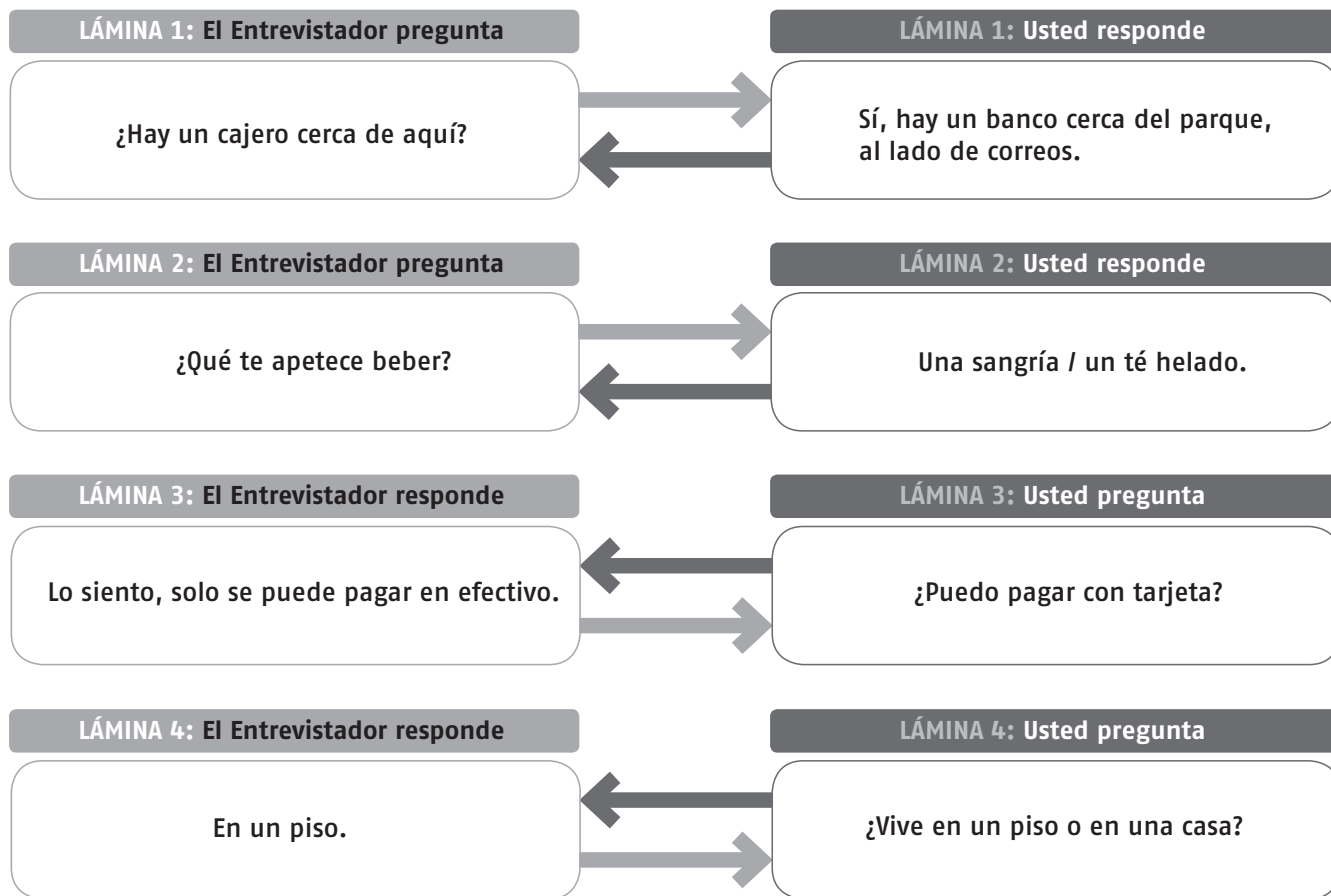 LÁMINA 1: El Entrevistador pregunta
¿Hay un cajero cerca de aquí?
LÁMINA 1: Usted responde
Sí, hay un banco cerca del parque,
al lado de correos.
LÁMINA 2: El Entrevistador pregunta
¿Qué te apetece beber?
LÁMINA 2: Usted responde
Una sangría / un té helado.
LÁMINA 3: El Entrevistador responde
Lo siento, solo se puede pagar en efectivo.
LÁMINA 3: Usted pregunta
¿Puedo pagar con tarjeta?
LÁMINA 4: El Entrevistador responde
En un piso.
LÁMINA 4: Usted pregunta
¿Vive en un piso o en una casa?